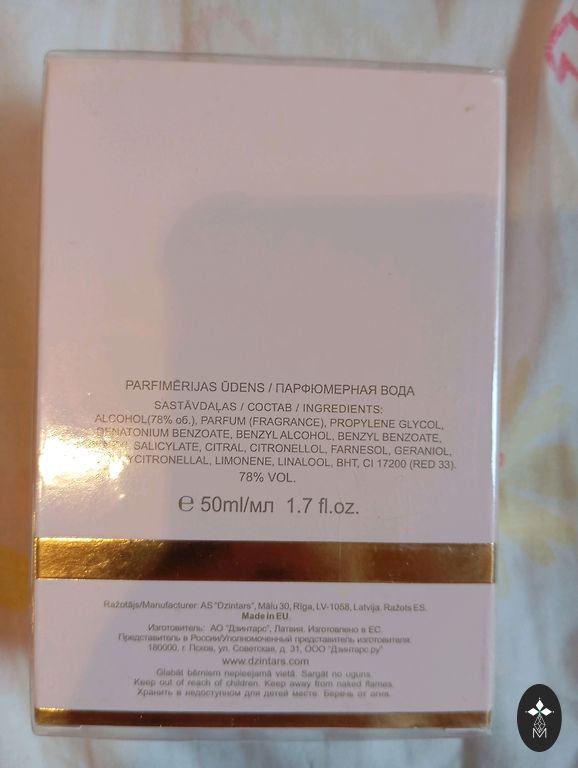 PARFIMĒRIJAS ŪDENS / ПАРФЮМЕРНАЯ ВОДА
SASTĀVDAĻAS / СОСТАВ / INGREDIENTS:
ALCOHOL(78% об.), PARFUM (FRAGRANCE), PROPYLENE GLYCOL,
DENATONIUM BENZOATE, BENZYL ALCOHOL, BENZYL BENZOATE,
SALICYLATE, CITRAL, CITRONELLOL, FARNESOL, GERANIOL,
LIMONENE, LINALOOL, BHT, CI 17200 (RED 33).
78% VOL.
℮ 50ml/мл 1.7 fl.oz.
Ražotājs/Manufacturer: AS "Dzintars", Mālu 30, Rīga, LV-1058, Latvija. Ražots ES.
Made in EU.
Изготовитель: АО "Дзинтарс", Латвия. Изготовлено в ЕС.
Представитель в России/Уполномоченный представитель изготовителя:
180000, г. Псков, ул. Советская, д. 31, ООО "Дзинтарс.ру"
www.dzintars.com
Glabāt bērniem nepieejamā vietā. Sargāt no uguns.
Keep out of reach of children. Keep away from naked flames.
Хранить в недоступном для детей месте. Беречь от огня.
M